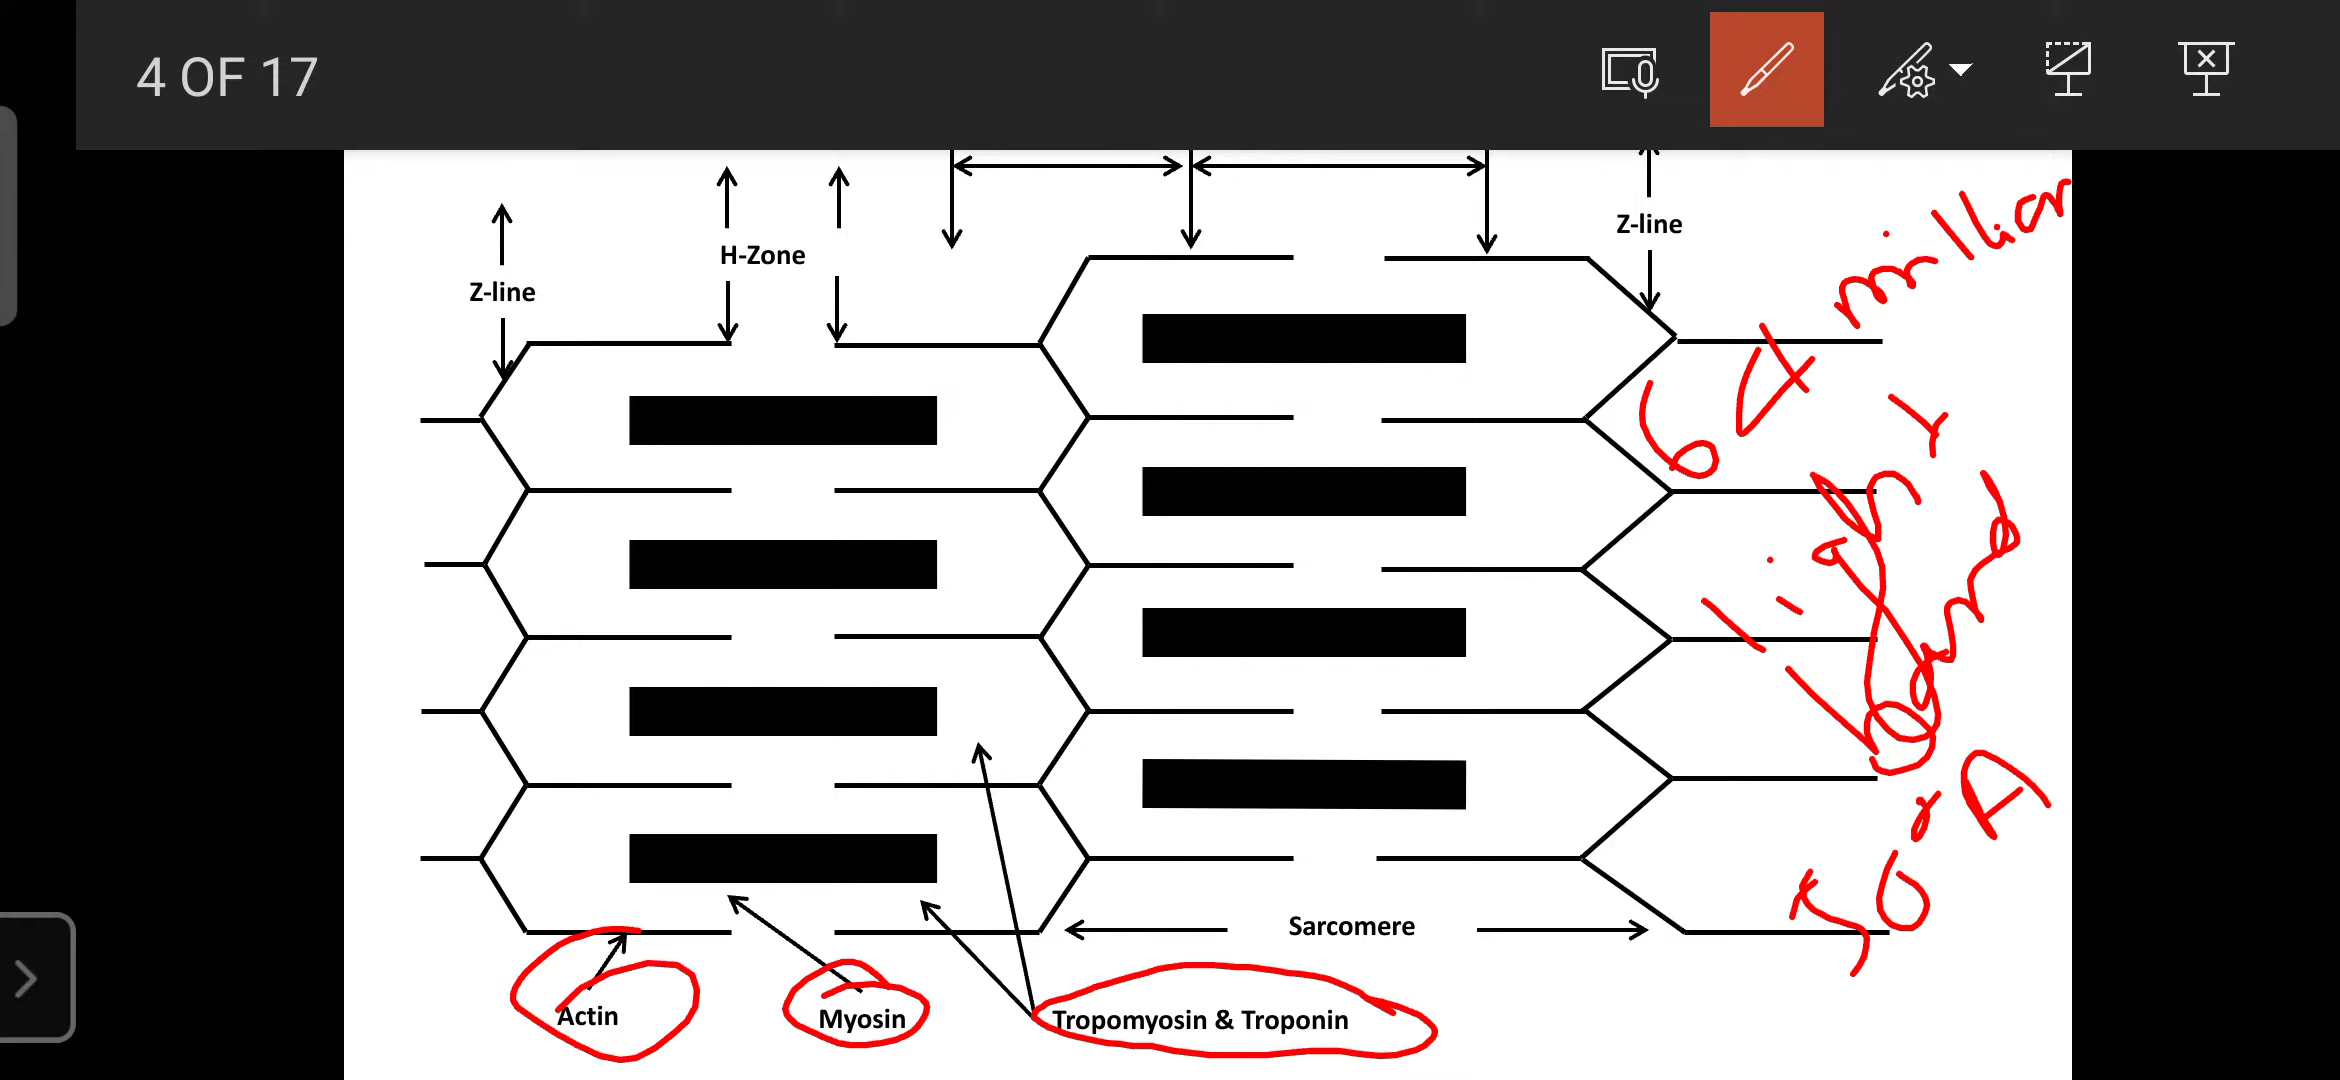 4 OF 17
Z-line
H-Zone
Z-line
64 million
Light
Band
Sarcomere
Actin
Myosin
Tropomyosin & Troponin